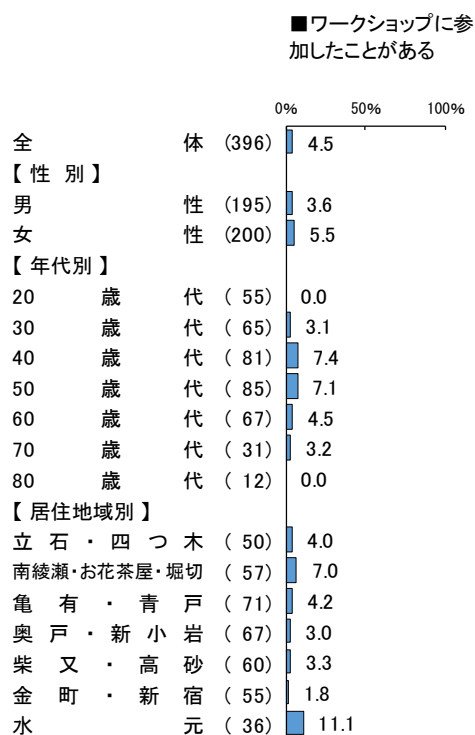 ■ワークショップに参
加したことがある
0% 50% 100%
全 体 (396) 4.5
【 性 別 】
男 性 (195) 3.6
女 性 (200) 5.5
【 年代別 】
20 歳 代 ( 55) 0.0
30 歳 代 ( 65) 3.1
40 歳 代 ( 81) 7.4
50 歳 代 ( 85) 7.1
60 歳 代 ( 67) 4.5
70 歳 代 ( 31) 3.2
80 歳 代 ( 12) 0.0
【 居住地域別 】
立 石 ・ 四 つ 木 ( 50) 4.0
南綾瀬・お花茶屋・堀切 ( 57) 7.0
亀 有 ・ 青 戸 ( 71) 4.2
奥 戸 ・ 新 小 岩 ( 67) 3.0
柴 又 ・ 高 砂 ( 60) 3.3
金 町 ・ 新 宿 ( 55) 1.8
水 元 ( 36) 11.1